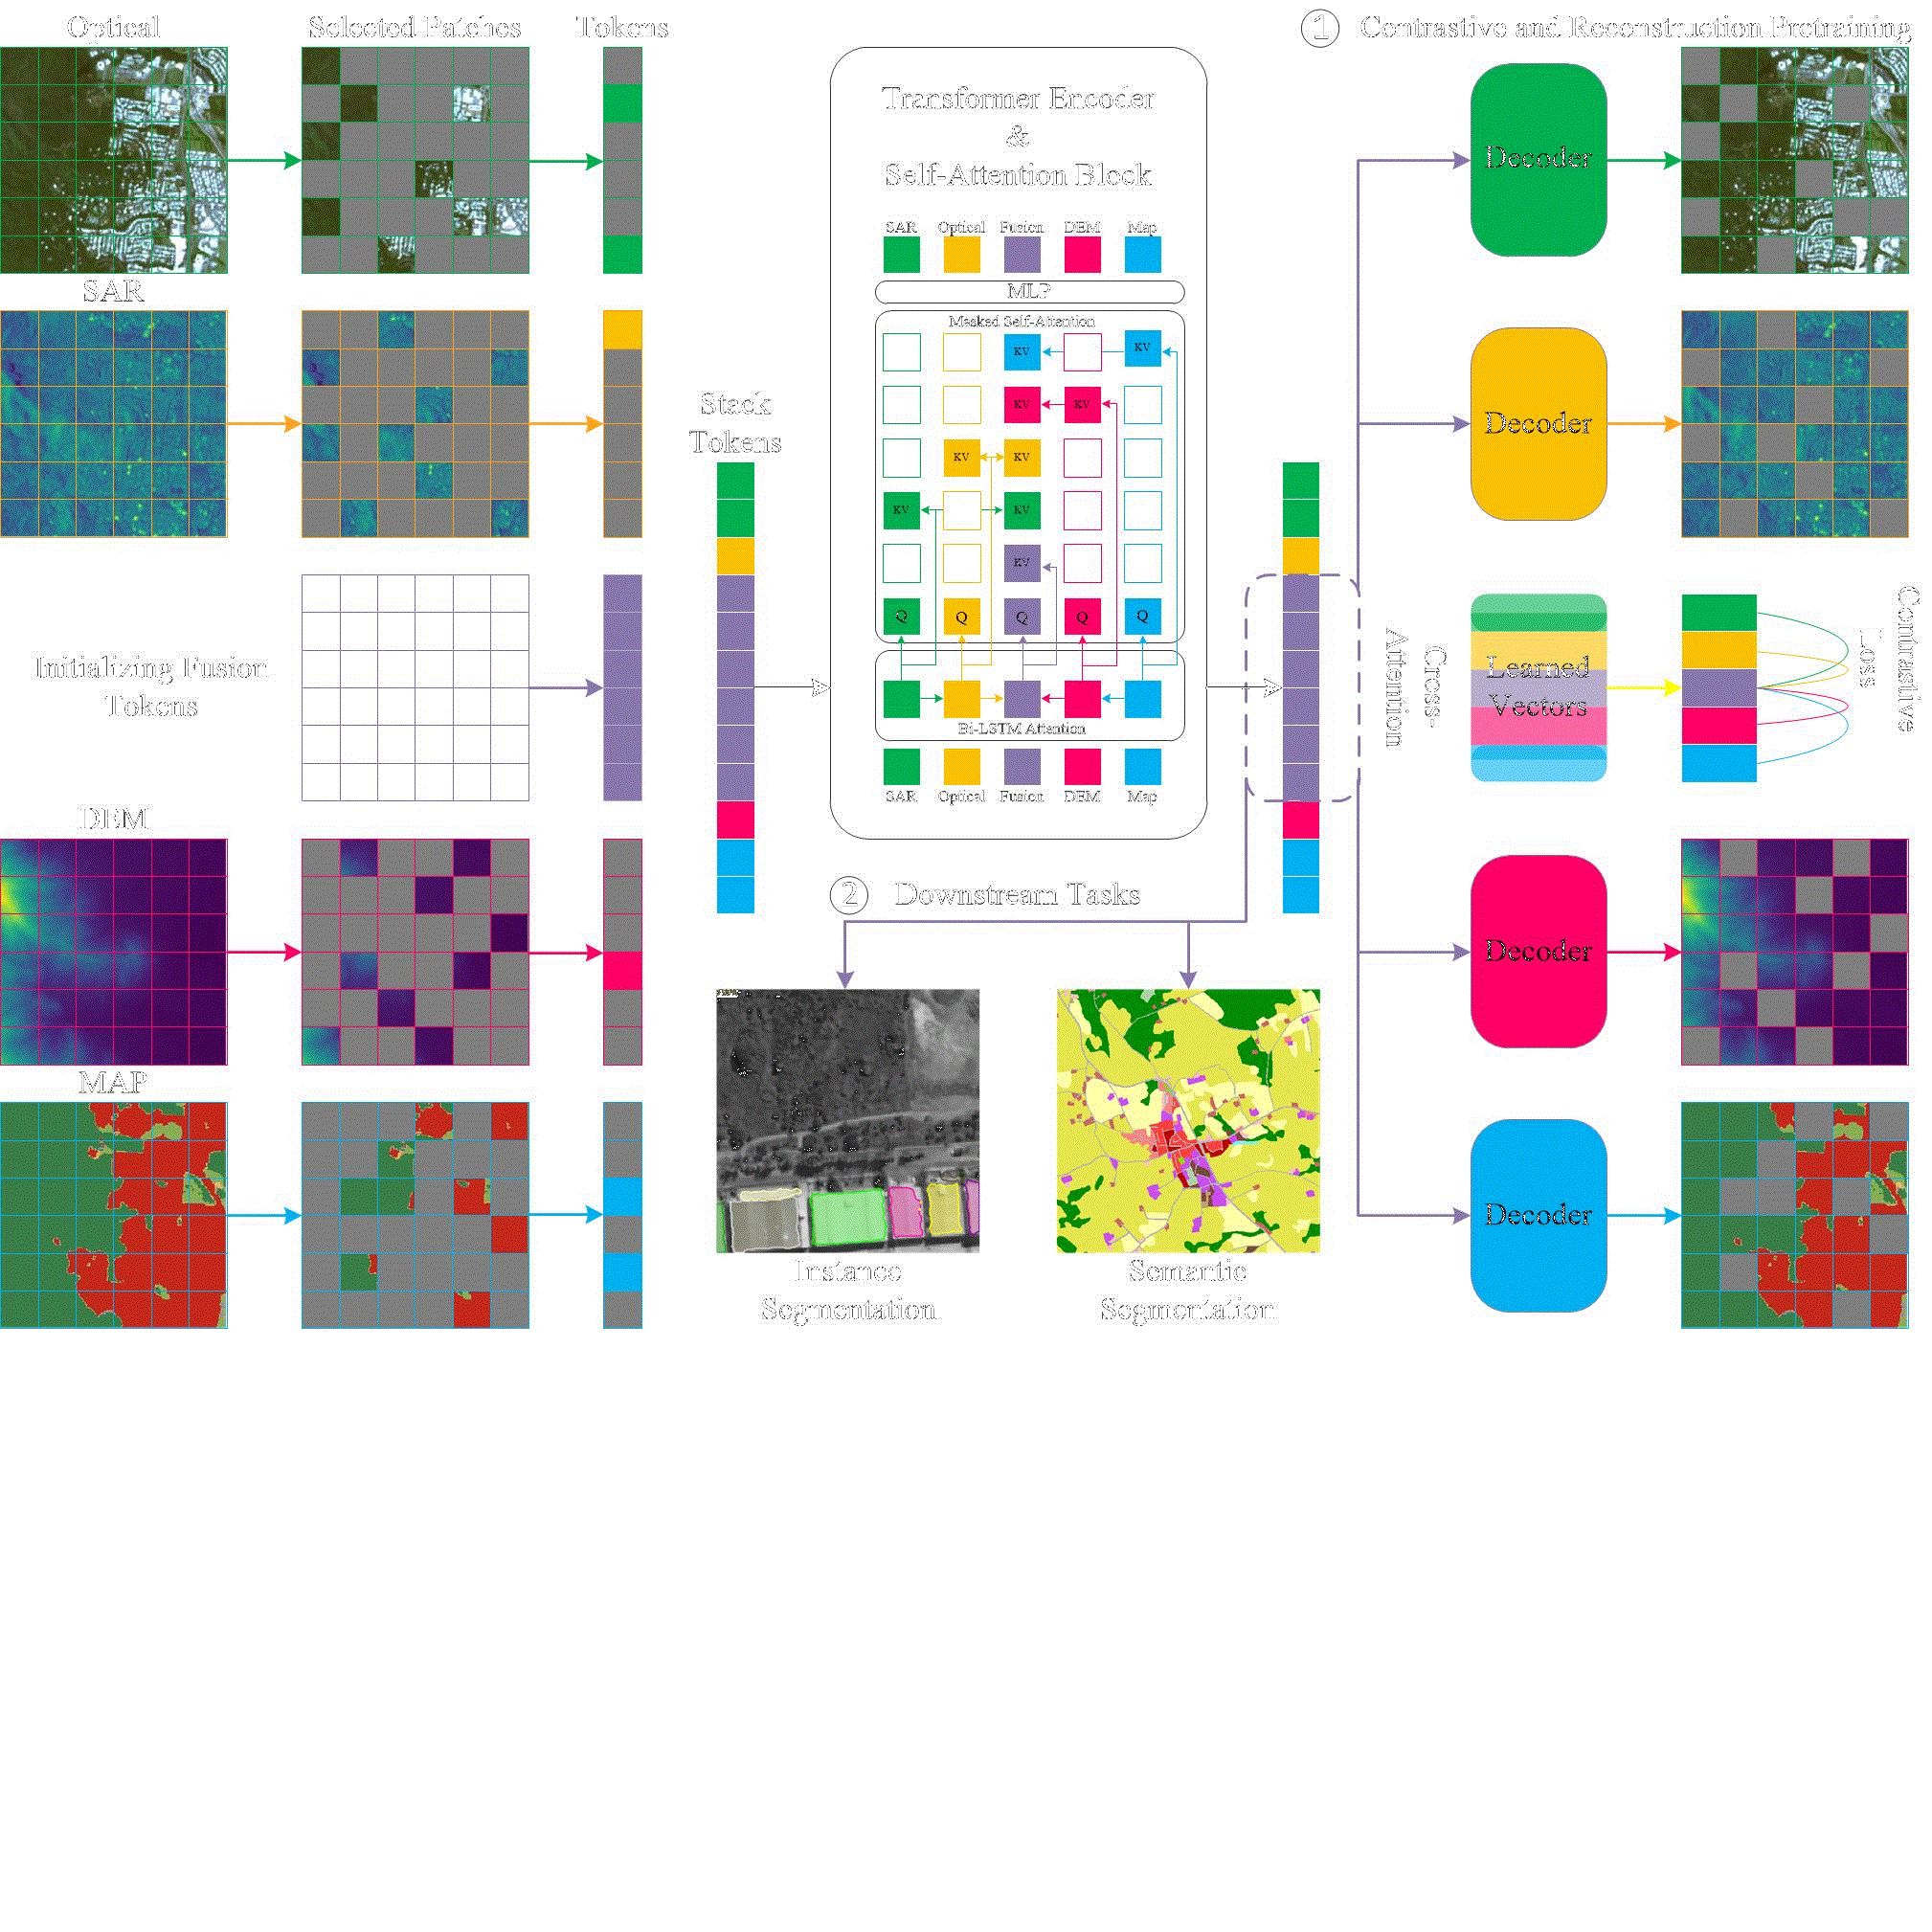 Optical
Selected Patches
Tokens
SAR
Initializing Fusion
Tokens
DEM
MAP
Stack
Tokens
Transformer Encoder
&
Self-Attention Block
SAR Optical Fusion DEM Map
MLP
Masked Self-Attention
KV KV
KV KV
KV KV
KV KV
KV
Q Q Q Q Q
Bi-LSTM Attention
SAR Optical Fusion DEM Map
2 Downstream Tasks
Instance
Segmentation
Semantic
Segmentation
1 Contrastive and Reconstruction Pretraining
Decoder
Decoder
Cross-
Attention
Learned
Vectors
Contrastive
Loss
Decoder
Decoder